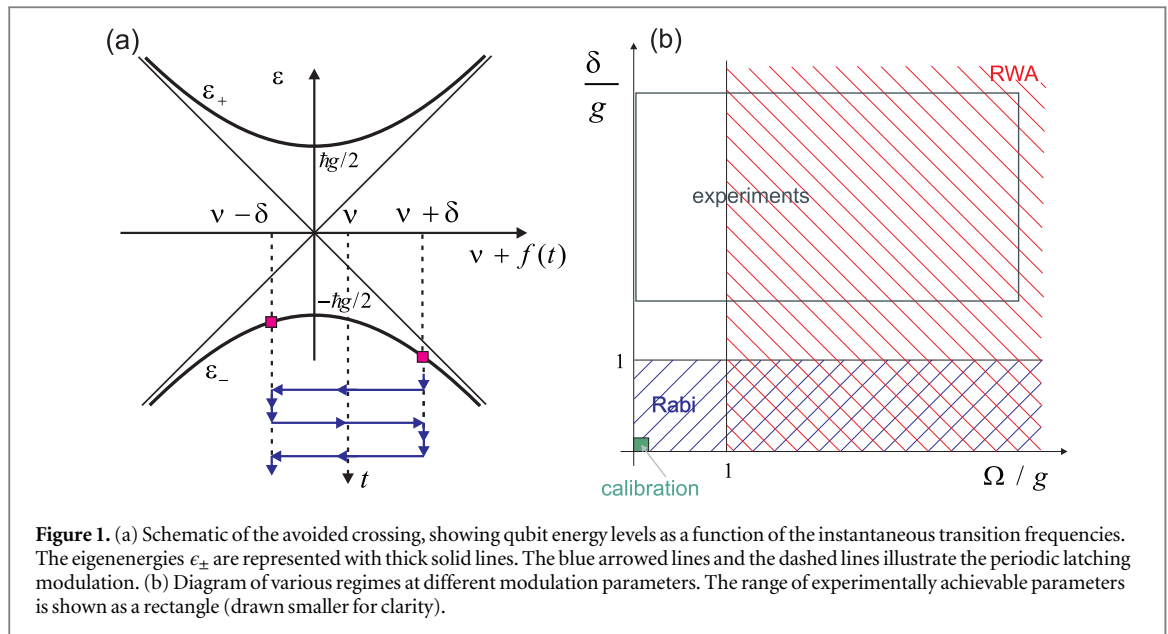 (a)
ε
ε+
ħg/2
ν − δ
ν
ν + δ
ν + f(t)
−ħg/2
ε−
t
(b)
δ
g
RWA
experiments
1
Rabi
1
Ω / g
calibration
Figure 1. (a) Schematic of the avoided crossing, showing qubit energy levels as a function of the instantaneous transition frequencies.
The eigenenergies ϵ± are represented with thick solid lines. The blue arrowed lines and the dashed lines illustrate the periodic latching
modulation. (b) Diagram of various regimes at different modulation parameters. The range of experimentally achievable parameters
is shown as a rectangle (drawn smaller for clarity).